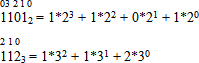 03 2 1 0
1101₂ = 1*2³ + 1*2² + 0*2¹ + 1*2⁰
2 1 0
112₃ = 1*3² + 1*3¹ + 2*3⁰